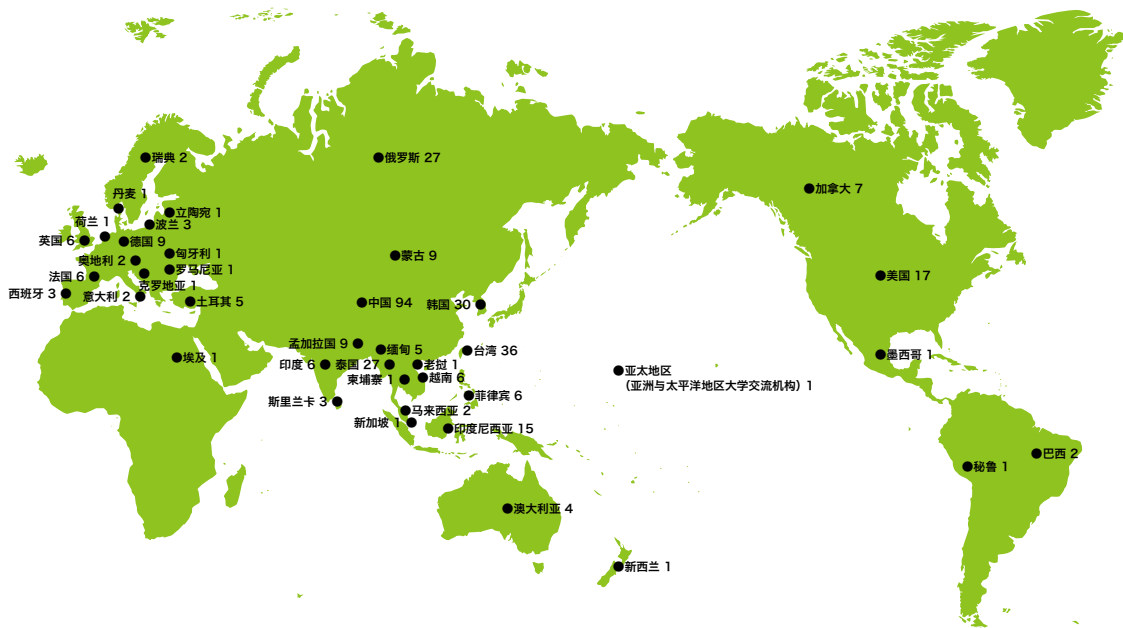 瑞典 2
俄罗斯 27
丹麦 1
加拿大 7
荷兰 1
立陶宛 1
波兰 3
英国 6
德国 9
匈牙利 1
蒙古 9
奥地利 2
罗马尼亚 1
法国 6
美国 17
克罗地亚 1
西班牙 3
意大利 2
土耳其 5
中国 94
韩国 30
孟加拉国 9
缅甸 5
台湾 36
埃及 1
墨西哥 1
印度 6
泰国 27
老挝 1
亚太地区
（亚洲与太平洋地区大学交流机构）1
柬埔寨 1
越南 6
菲律宾 6
斯里兰卡 3
马来西亚 2
新加坡 1
印度尼西亚 15
巴西 2
秘鲁 1
澳大利亚 4
新西兰 1